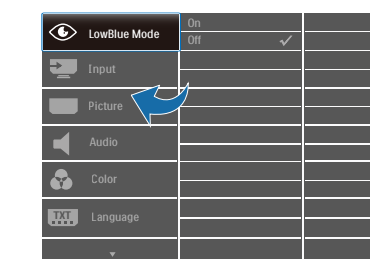 LowBlue Mode
On
Off
Input
Picture
Audio
Color
TXT
Language